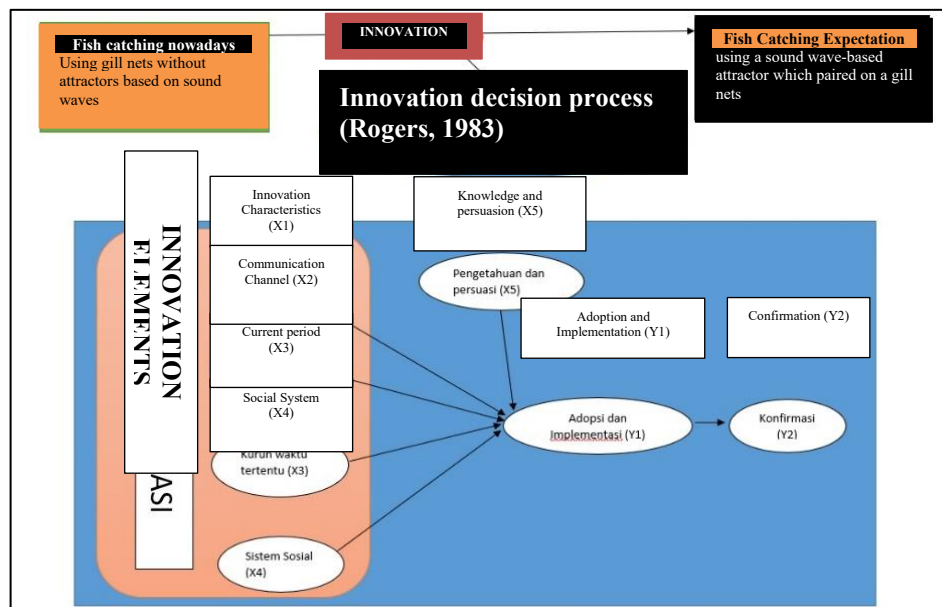 Fish catching nowadays
Using gill nets without
attractors based on sound
waves
INNOVATION
Fish Catching Expectation
using a sound wave-based
attractor which paired on a gill
nets
Innovation decision process
(Rogers, 1983)
INNOVATION
ELEMENTS
ASI
Innovation
Characteristics
(X1)
Communication
Channel (X2)
Current period
(X3)
Social System
(X4)
Kurun waktu
tertentu (X3)
Sistem Sosial
(X4)
Knowledge and
persuasion (X5)
Pengetahuan dan
persuasi (X5)
Adoption and
Implementation (Y1)
Confirmation (Y2)
Adopsi dan
Implementasi (Y1)
Konfirmasi
(Y2)